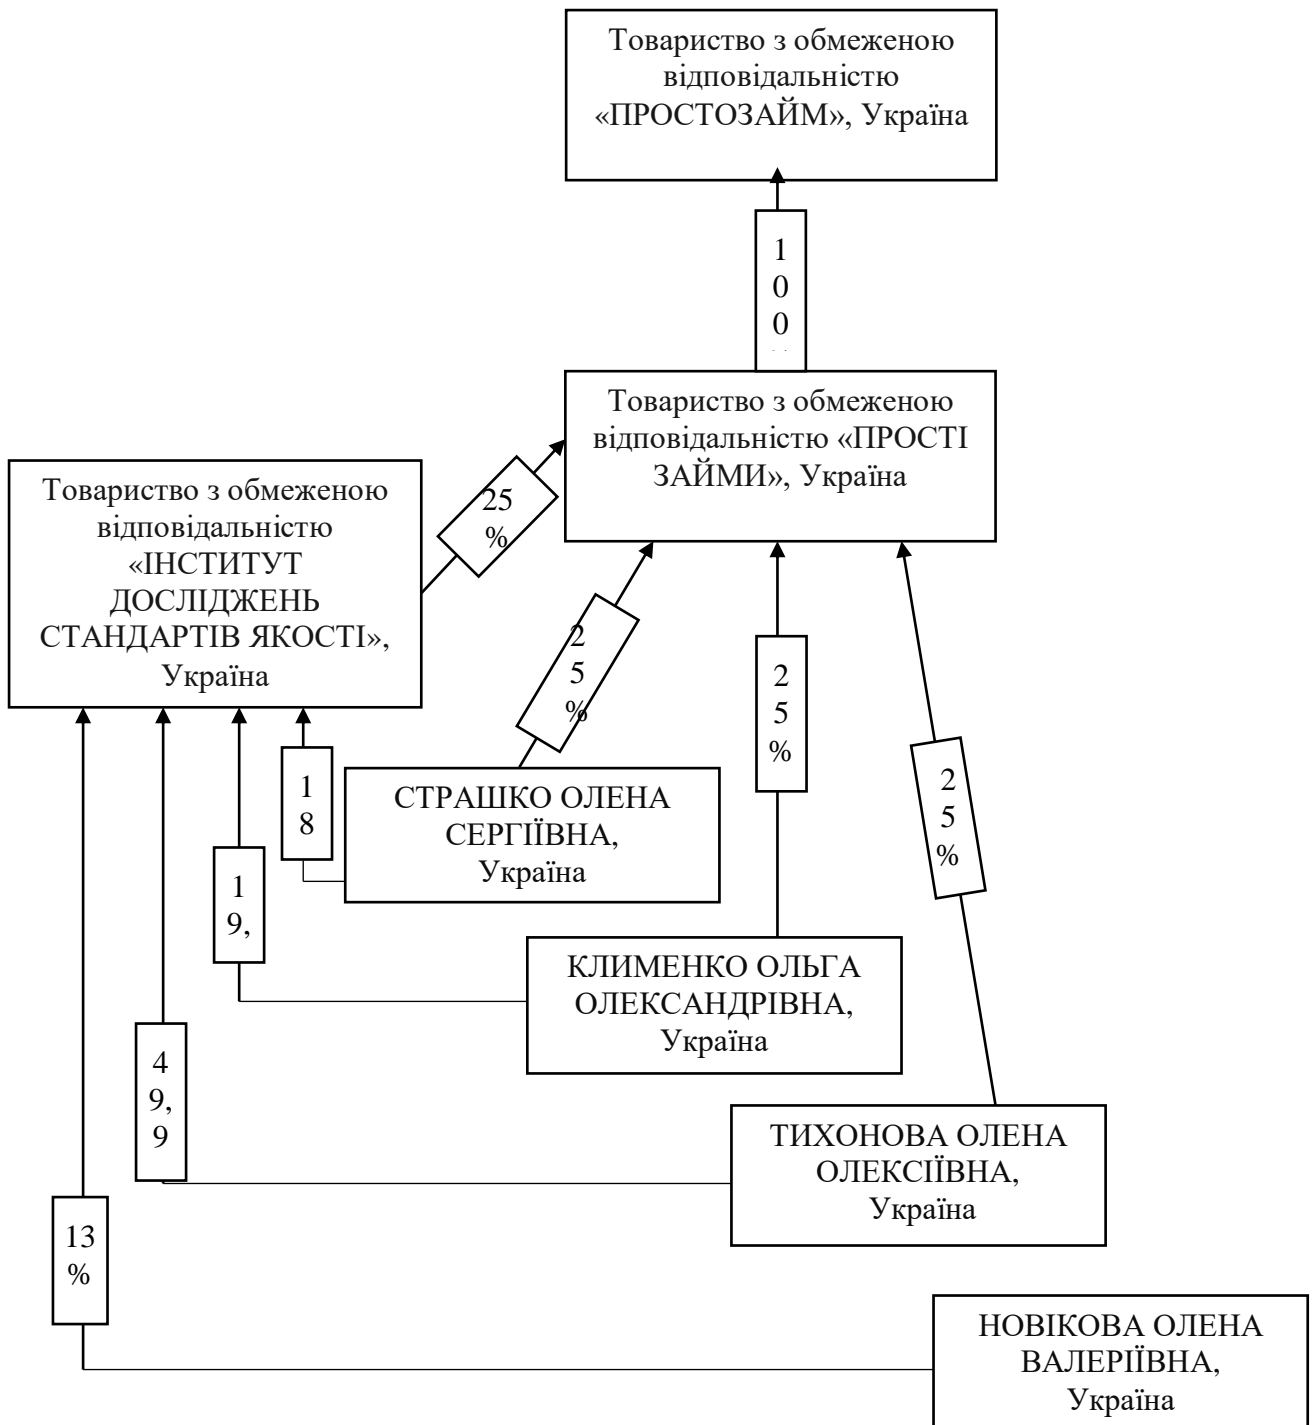 Товариство з обмеженою
відповідальністю
«ПРОСТОЗАЙМ», Україна
1
0
0
Товариство з обмеженою
відповідальністю «ПРОСТІ
ЗАЙМИ», Україна
Товариство з обмеженою
відповідальністю
«ІНСТИТУТ
ДОСЛІДЖЕНЬ
СТАНДАРТІВ ЯКОСТІ»,
Україна
25
%
2
5
%
2
5
%
2
5
%
1
8
СТРАШКО ОЛЕНА
СЕРГІЇВНА,
Україна
1
9,
КЛИМЕНКО ОЛЬГА
ОЛЕКСАНДРІВНА,
Україна
4
9,
9
ТИХОНОВА ОЛЕНА
ОЛЕКСІЇВНА,
Україна
13
%
НОВІКОВА ОЛЕНА
ВАЛЕРІЇВНА,
Україна